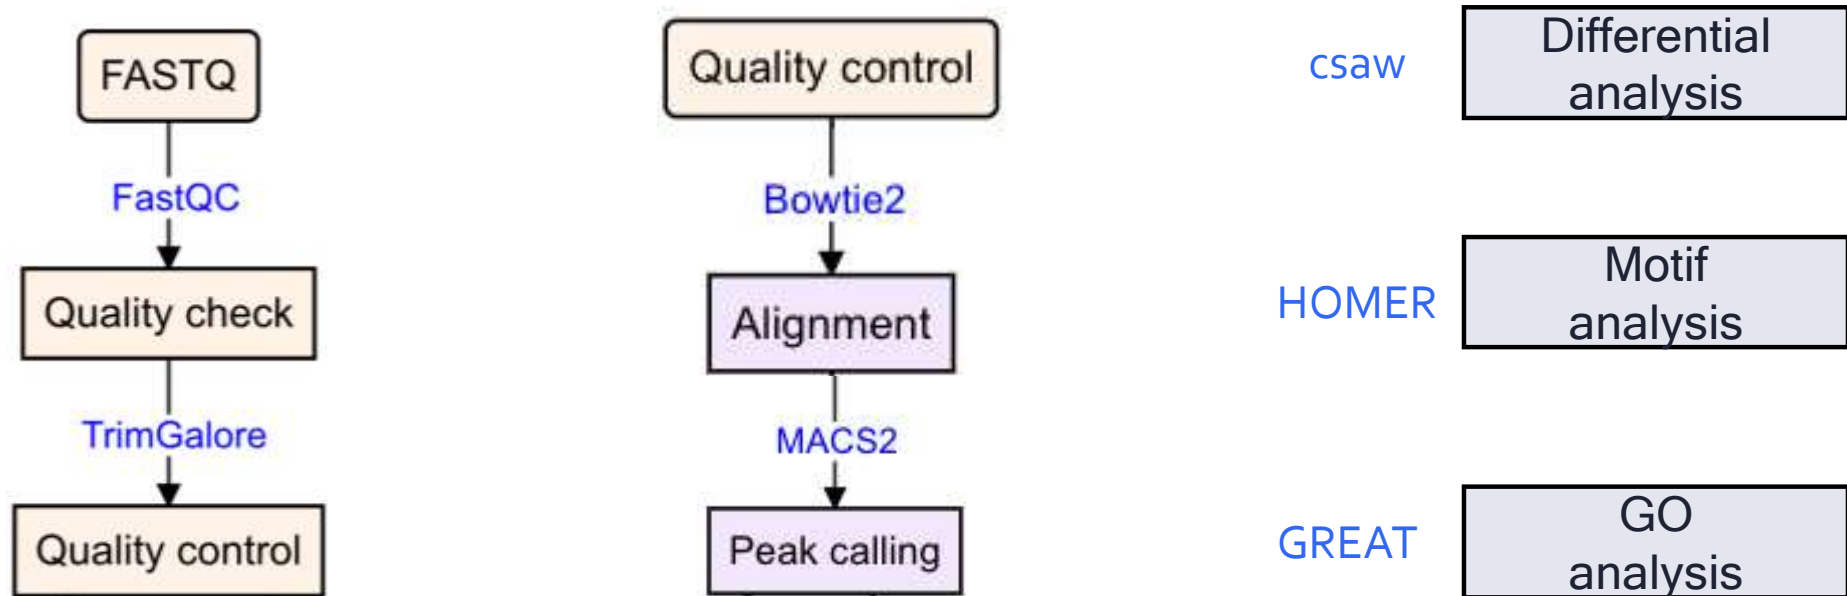 FASTQ
FastQC
Quality check
TrimGalore
Quality control
Quality control
Bowtie2
Alignment
MACS2
Peak calling
csaw
Differential
analysis
HOMER
Motif
analysis
GREAT
GO
analysis